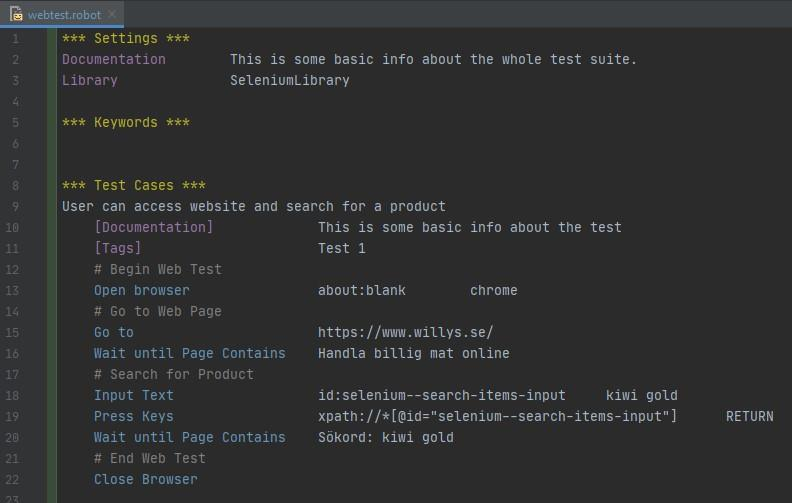 webtest.robot
1 *** Settings ***
2 Documentation This is some basic info about the whole test suite.
3 Library SeleniumLibrary
4
5 *** Keywords ***
6
7
8 *** Test Cases ***
9 User can access website and search for a product
10 [Documentation] This is some basic info about the test
11 [Tags] Test 1
12 # Begin Web Test
13 Open browser about:blank chrome
14 # Go to Web Page
15 Go to https://www.willys.se/
16 Wait until Page Contains Handla billig mat online
17 # Search for Product
18 Input Text id:selenium--search-items-input kiwi gold
19 Press Keys xpath://*[@id="selenium--search-items-input"] RETURN
20 Wait until Page Contains Sökord: kiwi gold
21 # End Web Test
22 Close Browser
23